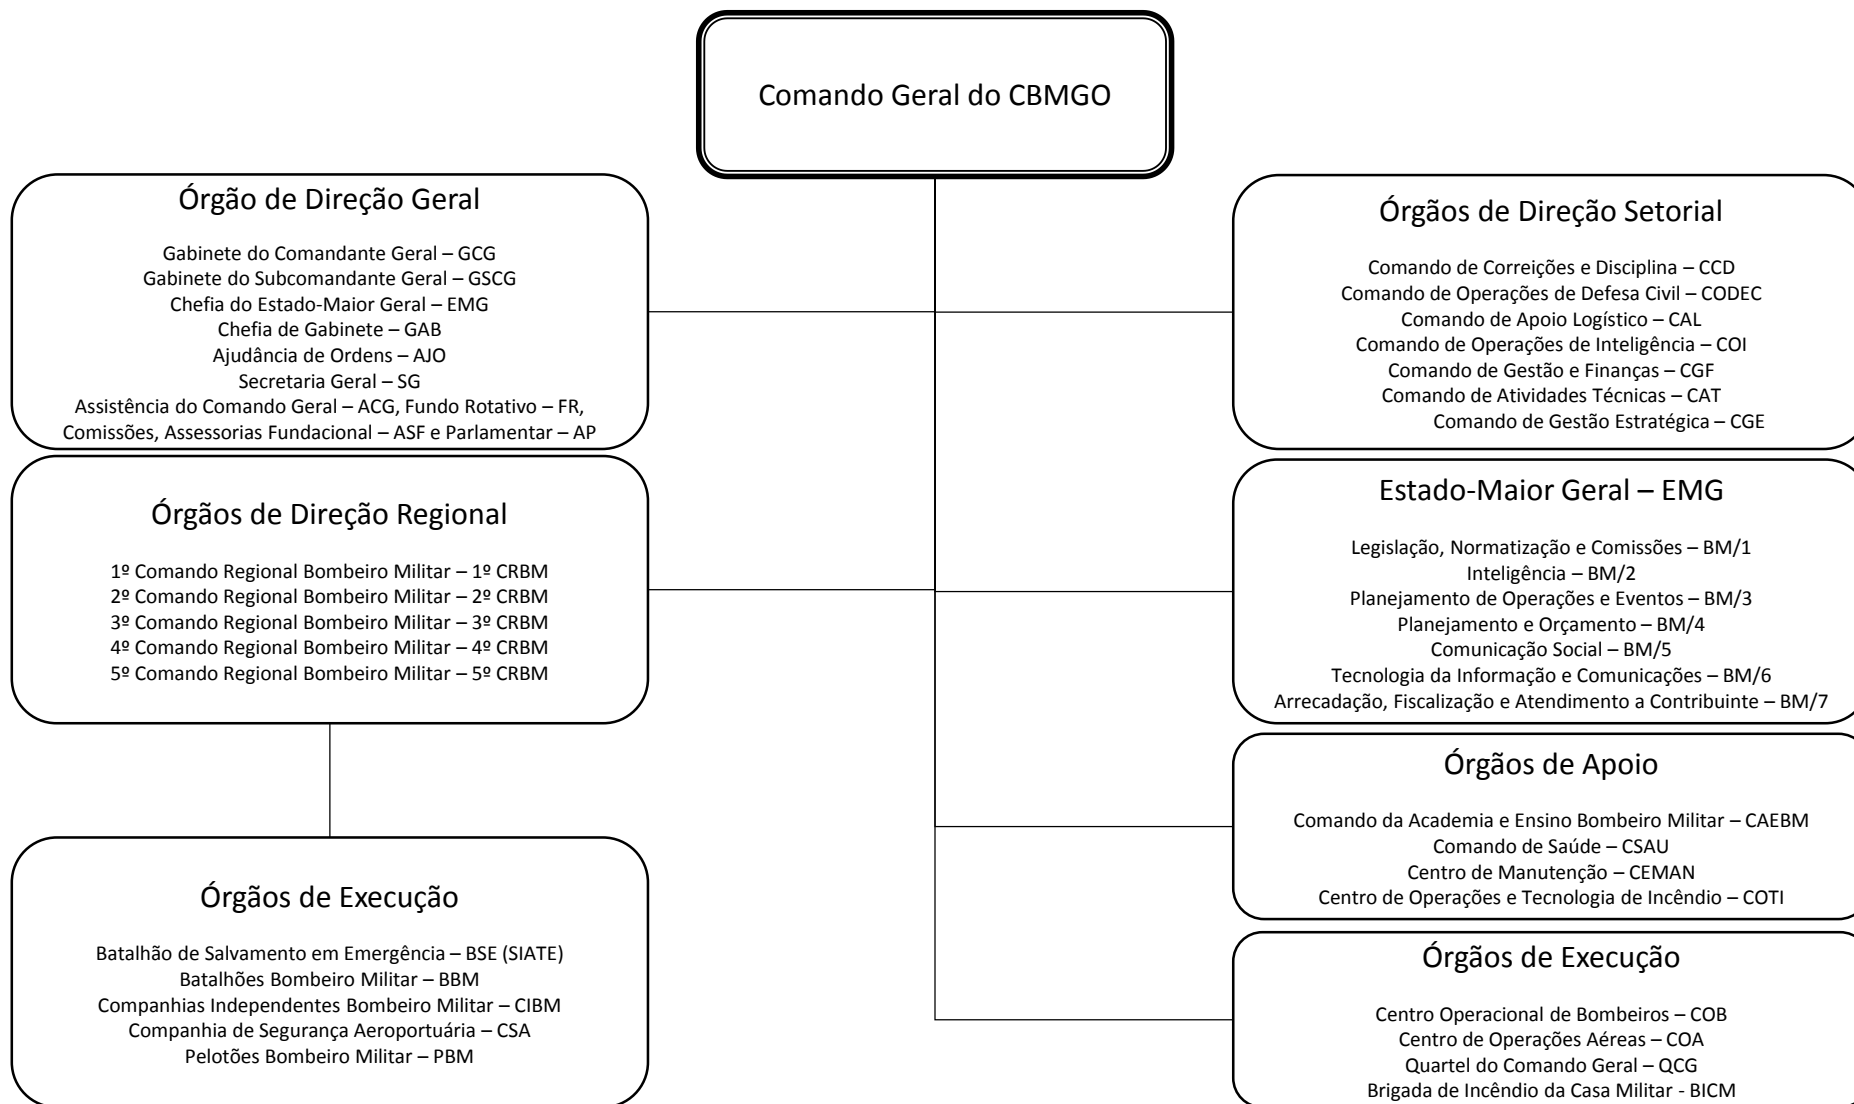 Comando Geral do CBMGO
Órgão de Direção Geral
Gabinete do Comandante Geral – GCG
Gabinete do Subcomandante Geral – GSCG
Chefia do Estado-Maior Geral – EMG
Chefia de Gabinete – GAB
Ajudância de Ordens – AJO
Secretaria Geral – SG
Assistência do Comando Geral – ACG, Fundo Rotativo – FR,
Comissões, Assessorias Fundacional – ASF e Parlamentar – AP
Órgãos de Direção Setorial
Comando de Correições e Disciplina – CCD
Comando de Operações de Defesa Civil – CODEC
Comando de Apoio Logístico – CAL
Comando de Operações de Inteligência – COI
Comando de Gestão e Finanças – CGF
Comando de Atividades Técnicas – CAT
Comando de Gestão Estratégica – CGE
Órgãos de Direção Regional
1º Comando Regional Bombeiro Militar – 1º CRBM
2º Comando Regional Bombeiro Militar – 2º CRBM
3º Comando Regional Bombeiro Militar – 3º CRBM
4º Comando Regional Bombeiro Militar – 4º CRBM
5º Comando Regional Bombeiro Militar – 5º CRBM
Estado-Maior Geral – EMG
Legislação, Normatização e Comissões – BM/1
Inteligência – BM/2
Planejamento de Operações e Eventos – BM/3
Planejamento e Orçamento – BM/4
Comunicação Social – BM/5
Tecnologia da Informação e Comunicações – BM/6
Arrecadação, Fiscalização e Atendimento a Contribuinte – BM/7
Órgãos de Apoio
Comando da Academia e Ensino Bombeiro Militar – CAEBM
Comando de Saúde – CSAU
Centro de Manutenção – CEMAN
Centro de Operações e Tecnologia de Incêndio – COTI
Órgãos de Execução
Batalhão de Salvamento em Emergência – BSE (SIATE)
Batalhões Bombeiro Militar – BBM
Companhias Independentes Bombeiro Militar – CIBM
Companhia de Segurança Aeroportuária – CSA
Pelotões Bombeiro Militar – PBM
Órgãos de Execução
Centro Operacional de Bombeiros – COB
Centro de Operações Aéreas – COA
Quartel do Comando Geral – QCG
Brigada de Incêndio da Casa Militar - BICM